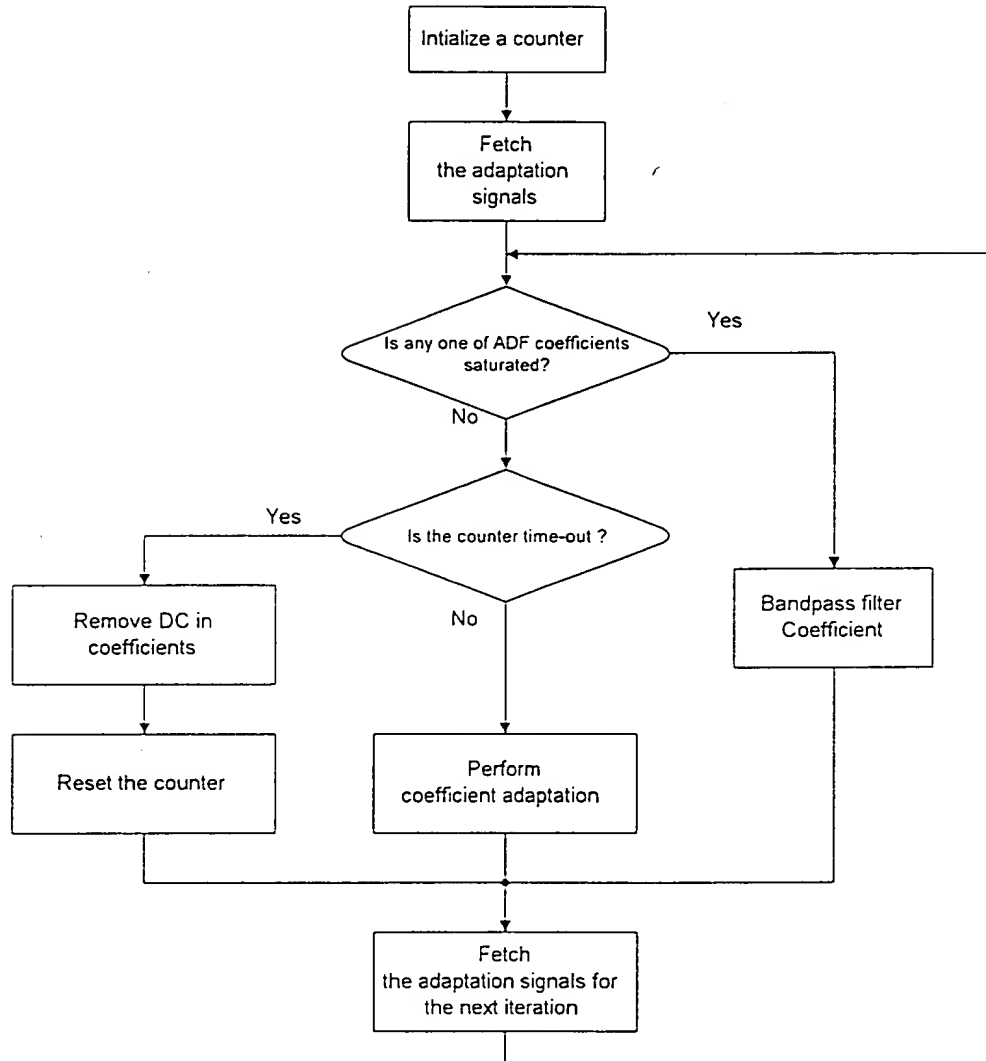 Intialize a counter
Fetch
the adaptation
signals
Is any one of ADF coefficients
saturated?
Yes
No
Is the counter time-out ?
Yes
No
Remove DC in
coefficients
Bandpass filter
Coefficient
Reset the counter
Perform
coefficient adaptation
Fetch
the adaptation signals for
the next iteration